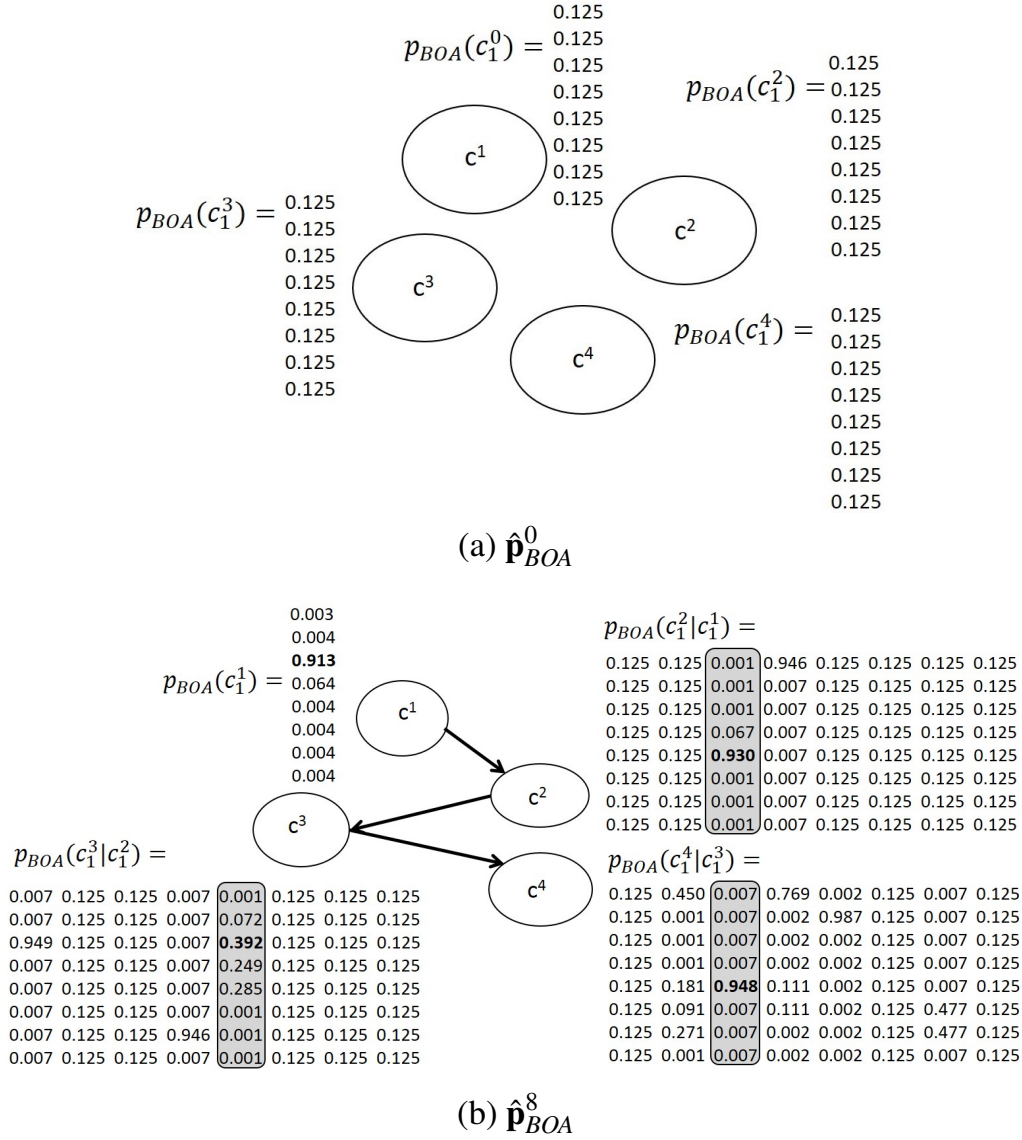 p_BOA(c_1^0) =
0.125
0.125
0.125
0.125
0.125
0.125
0.125
0.125
c^1
p_BOA(c_1^2) =
0.125
0.125
0.125
0.125
0.125
0.125
0.125
0.125
c^2
p_BOA(c_1^3) =
0.125
0.125
0.125
0.125
0.125
0.125
0.125
0.125
c^3
p_BOA(c_1^4) =
0.125
0.125
0.125
0.125
0.125
0.125
0.125
0.125
c^4
(a) p̂^0_BOA
p_BOA(c_1^1) =
0.003
0.004
0.913
0.064
0.004
0.004
0.004
0.004
c^1
c^2
c^3
c^4
p_BOA(c_1^2|c_1^1) =
0.125 0.125 0.001 0.946 0.125 0.125 0.125 0.125
0.125 0.125 0.001 0.007 0.125 0.125 0.125 0.125
0.125 0.125 0.001 0.007 0.125 0.125 0.125 0.125
0.125 0.125 0.067 0.007 0.125 0.125 0.125 0.125
0.125 0.125 0.930 0.007 0.125 0.125 0.125 0.125
0.125 0.125 0.001 0.007 0.125 0.125 0.125 0.125
0.125 0.125 0.001 0.007 0.125 0.125 0.125 0.125
0.125 0.125 0.001 0.007 0.125 0.125 0.125 0.125
p_BOA(c_1^3|c_1^2) =
0.007 0.125 0.125 0.007 0.001 0.125 0.125 0.125
0.007 0.125 0.125 0.007 0.072 0.125 0.125 0.125
0.949 0.125 0.125 0.007 0.392 0.125 0.125 0.125
0.007 0.125 0.125 0.007 0.249 0.125 0.125 0.125
0.007 0.125 0.125 0.007 0.285 0.125 0.125 0.125
0.007 0.125 0.125 0.007 0.001 0.125 0.125 0.125
0.007 0.125 0.125 0.946 0.001 0.125 0.125 0.125
0.007 0.125 0.125 0.007 0.001 0.125 0.125 0.125
p_BOA(c_1^4|c_1^3) =
0.125 0.450 0.007 0.769 0.002 0.125 0.007 0.125
0.125 0.001 0.007 0.002 0.987 0.125 0.007 0.125
0.125 0.001 0.007 0.002 0.002 0.125 0.007 0.125
0.125 0.001 0.007 0.002 0.002 0.125 0.007 0.125
0.125 0.181 0.948 0.111 0.002 0.125 0.007 0.125
0.125 0.091 0.007 0.111 0.002 0.125 0.477 0.125
0.125 0.271 0.007 0.002 0.002 0.125 0.477 0.125
0.125 0.001 0.007 0.002 0.002 0.125 0.007 0.125
(b) p̂^8_BOA